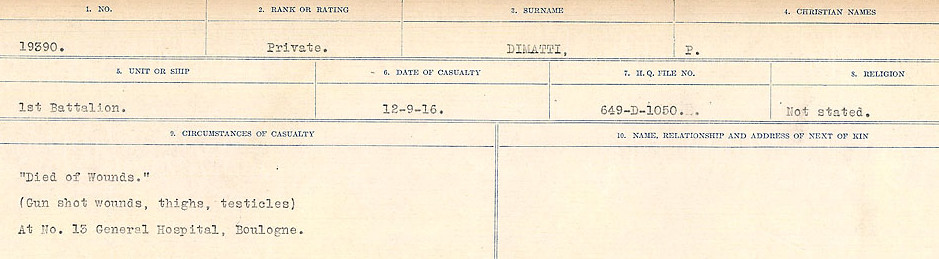 1. NO. 2. RANK OR RATING 3. SURNAME 4. CHRISTIAN NAMES
19390. Private. DIMATTI, P.
5. UNIT OR SHIP 6. DATE OF CASUALTY 7. H.Q. FILE NO. 8. RELIGION
1st Battalion. 12-9-16. 649-D-1050. Not stated.
9. CIRCUMSTANCES OF CASUALTY 10. NAME, RELATIONSHIP AND ADDRESS OF NEXT OF KIN
"Died of Wounds."
(Gun shot wounds, thighs, testicles)
At No. 13 General Hospital, Boulogne.